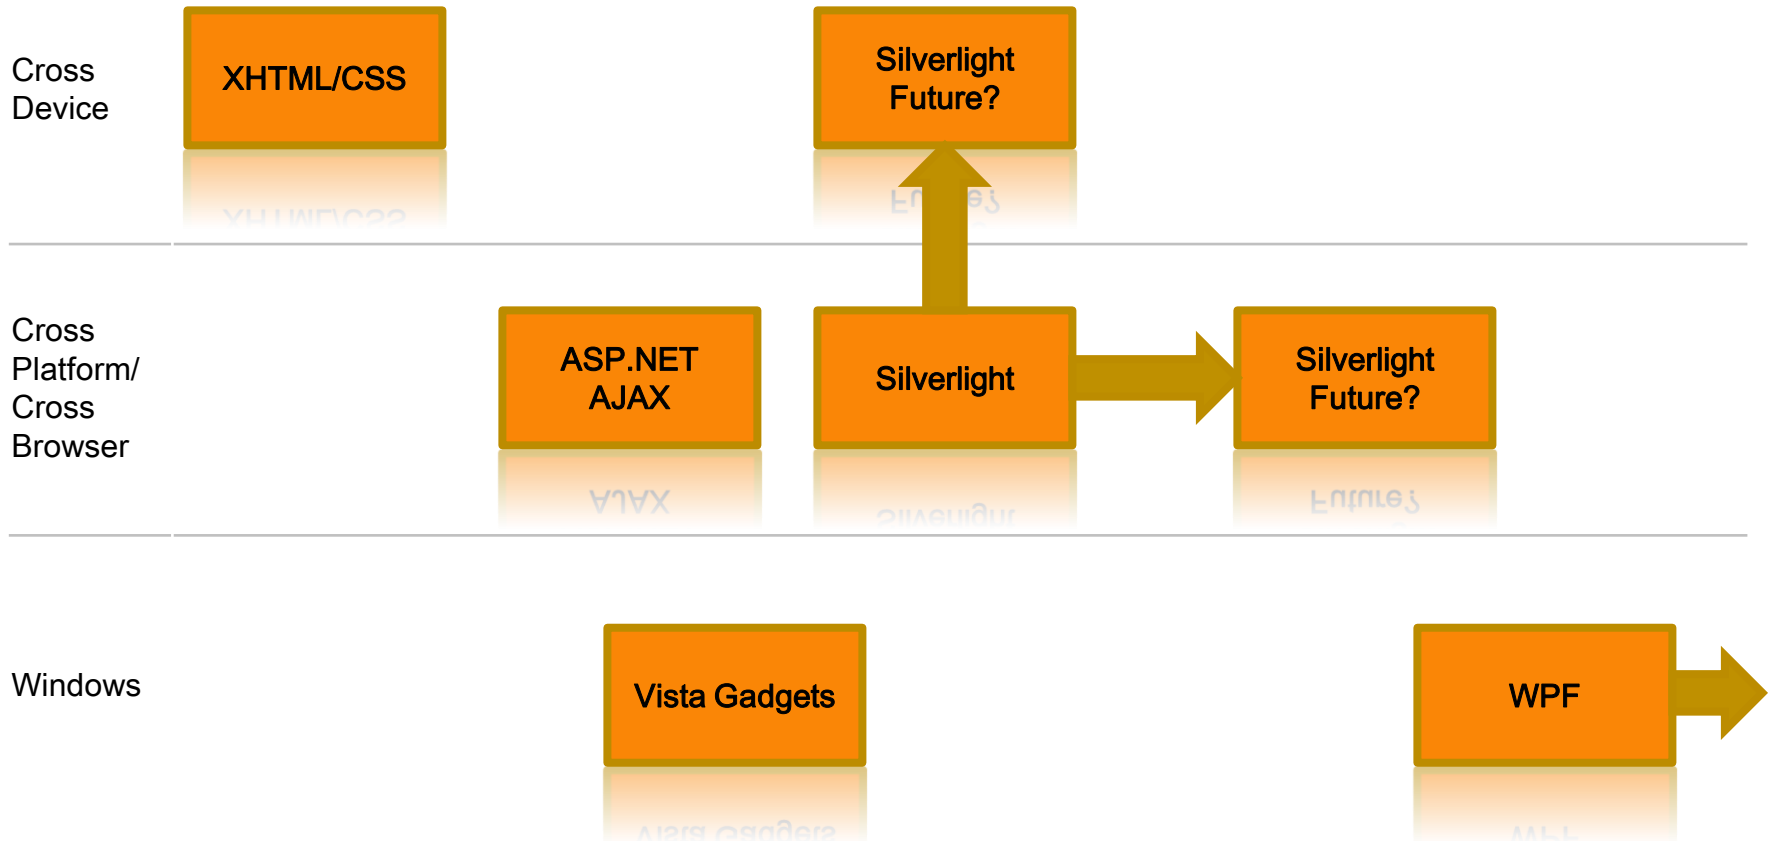 Cross
Device
XHTML/CSS
Silverlight
Future?
Cross
Platform/
Cross
Browser
ASP.NET
AJAX
Silverlight
Silverlight
Future?
Windows
Vista Gadgets
WPF